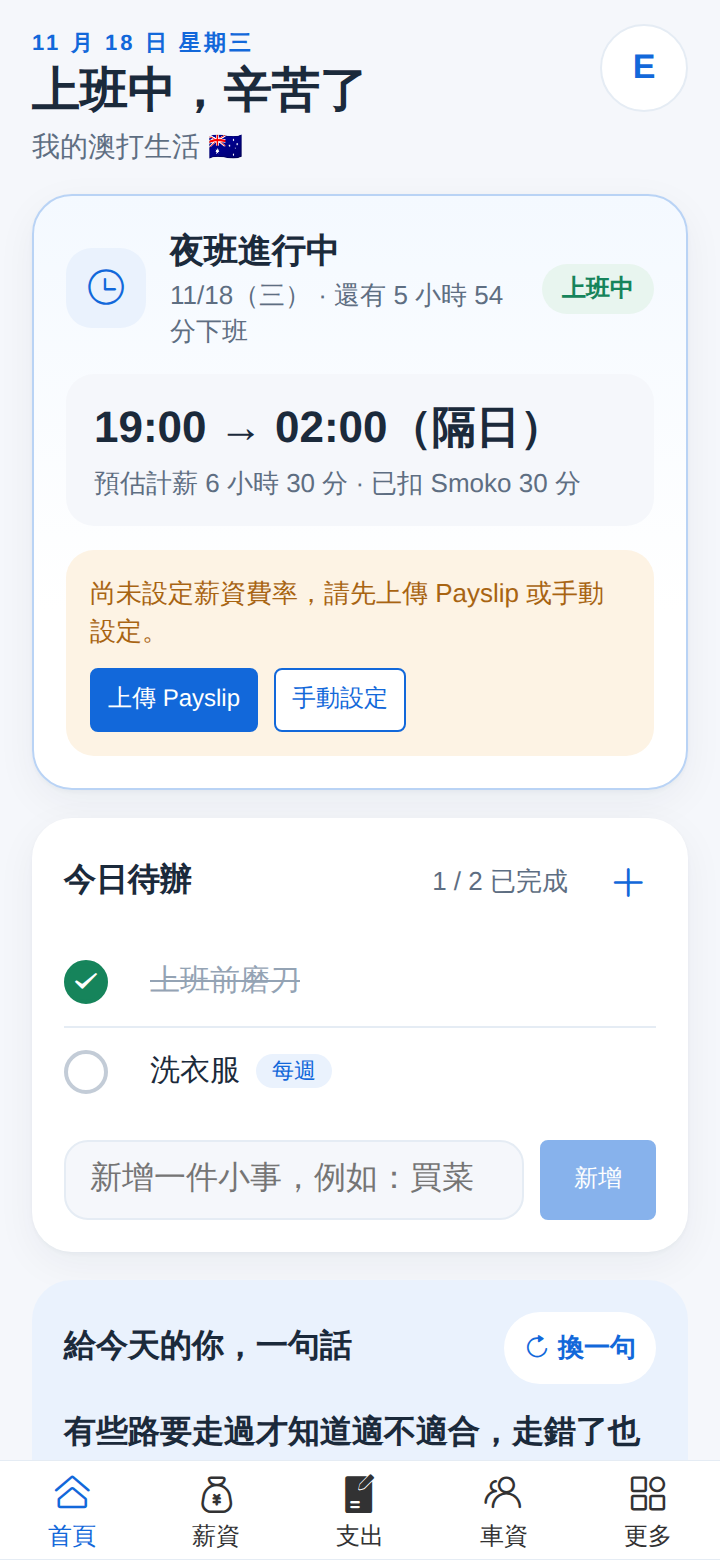 11 月 18 日 星期三
上班中，辛苦了
我的澳打生活 🇦🇺
E
夜班進行中
11/18（三） · 還有 5 小時 54
分下班
上班中
19:00 → 02:00（隔日）
預估計薪 6 小時 30 分 · 已扣 Smoko 30 分
尚未設定薪資費率，請先上傳 Payslip 或手動
設定。
上傳 Payslip
手動設定
今日待辦
1 / 2 已完成
上班前磨刀
洗衣服
每週
新增一件小事，例如：買菜
新增
給今天的你，一句話
換一句
有些路要走過才知道適不適合，走錯了也
首頁
薪資
支出
車資
更多